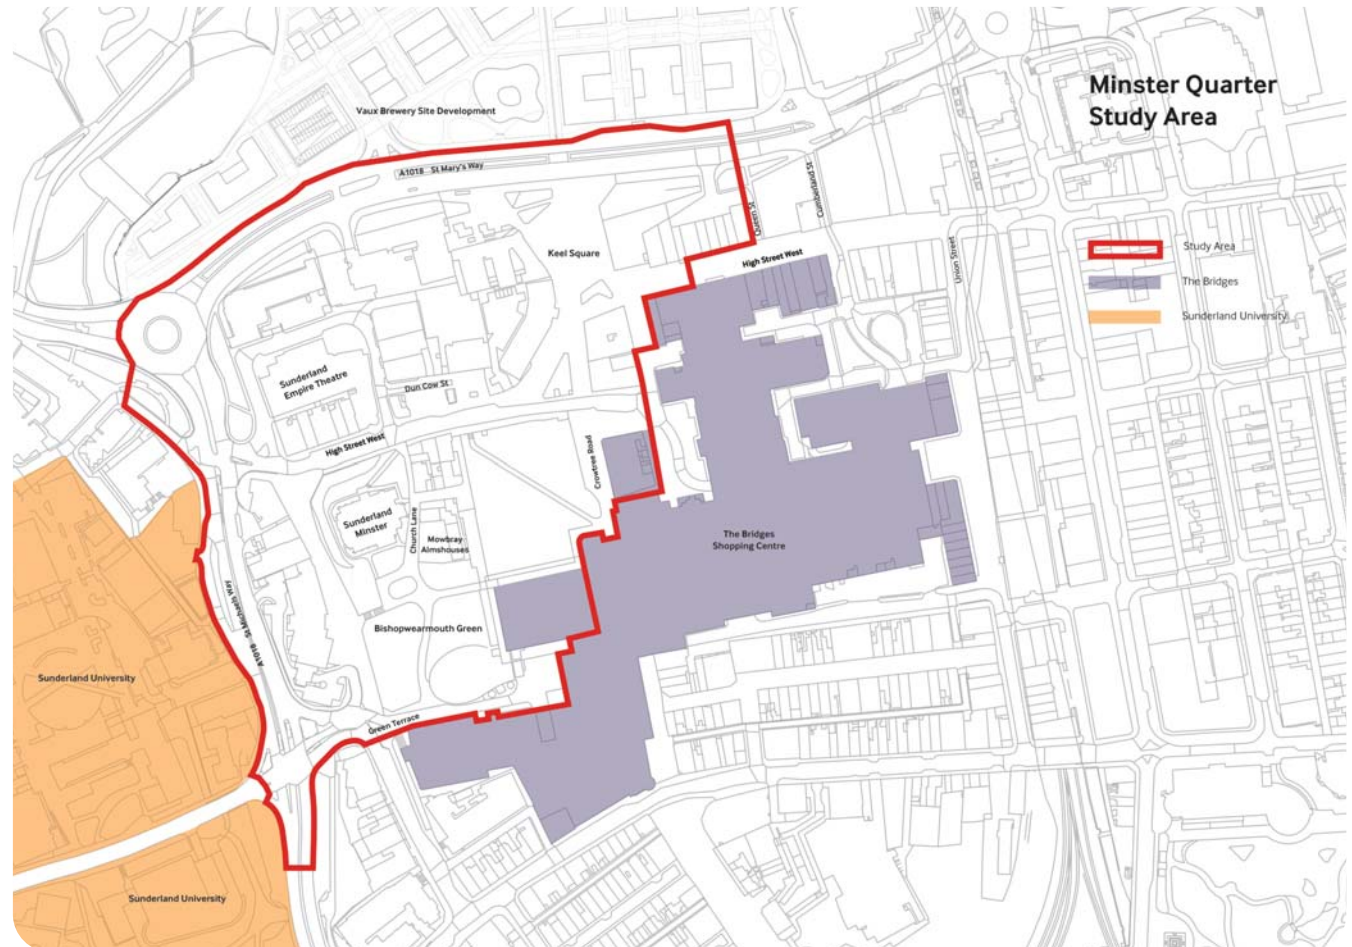 Minster Quarter
Study Area
Vaux Brewery Site Development
A1018 St Mary's Way
Cumberland St
Queen St
Keel Square
High Street West
Union Street
Study Area
The Bridges
Sunderland University
Sunderland
Empire Theatre
Dun Cow St
High Street West
Crowtree Road
Sunderland
Minster
Church Lane
Mowbray
Almshouses
The Bridges
Shopping Centre
A1018 St Michaels Way
Bishopwearmouth Green
Sunderland University
Green Terrace
Sunderland University